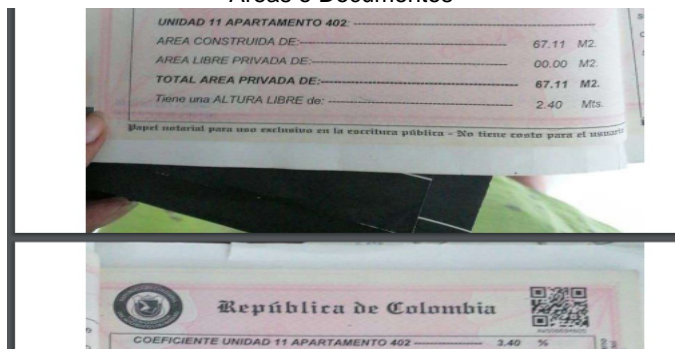 Áreas o Documentos
UNIDAD 11 APARTAMENTO 402: ----------------------------------------
AREA CONSTRUIDA DE:---------------------------------------- 67.11 M2.
AREA LIBRE PRIVADA DE:---------------------------------------- 00.00 M2.
TOTAL AREA PRIVADA DE:---------------------------------------- 67.11 M2.
Tiene una ALTURA LIBRE de: ---------------------------------------- 2.40 Mts.
Papel notarial para uso exclusivo en la escritura pública - No tiene costo para el usuario
República de Colombia
COEFICIENTE UNIDAD 11 APARTAMENTO 402 ---------------- 3.40 %